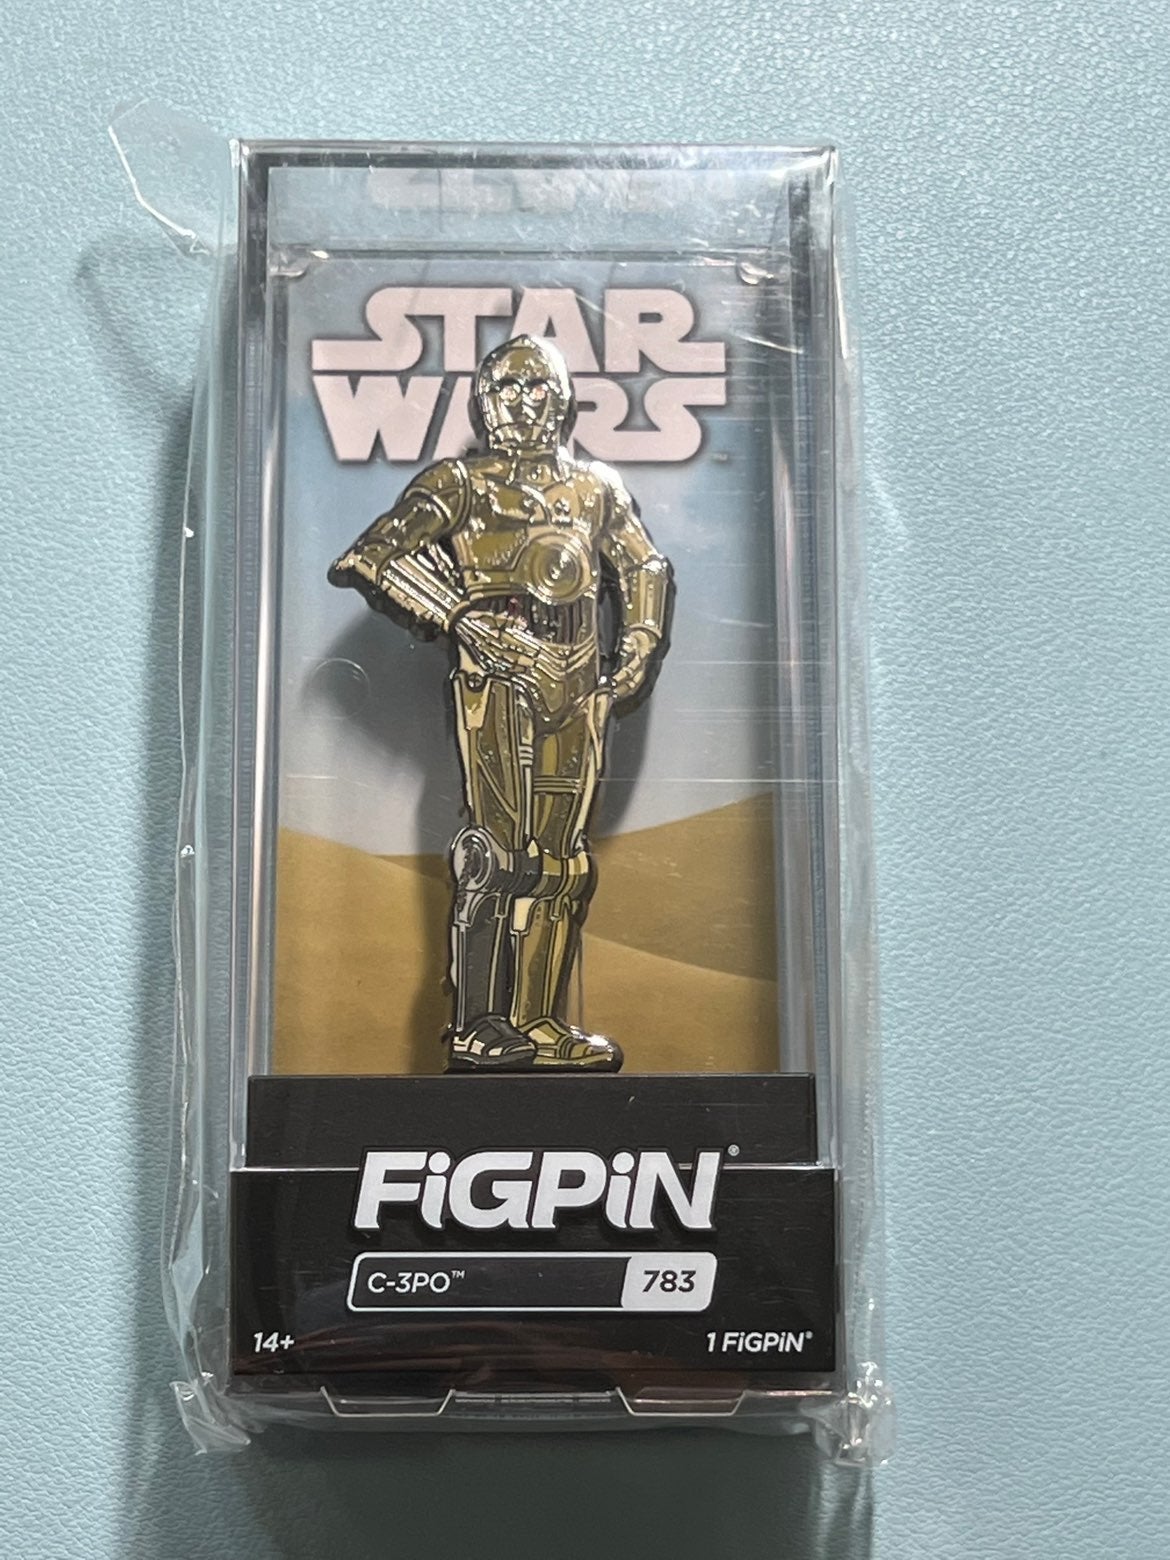 STAR
WARS
FiGPiN®
C-3PO™ 783
14+ 1 FiGPiN®